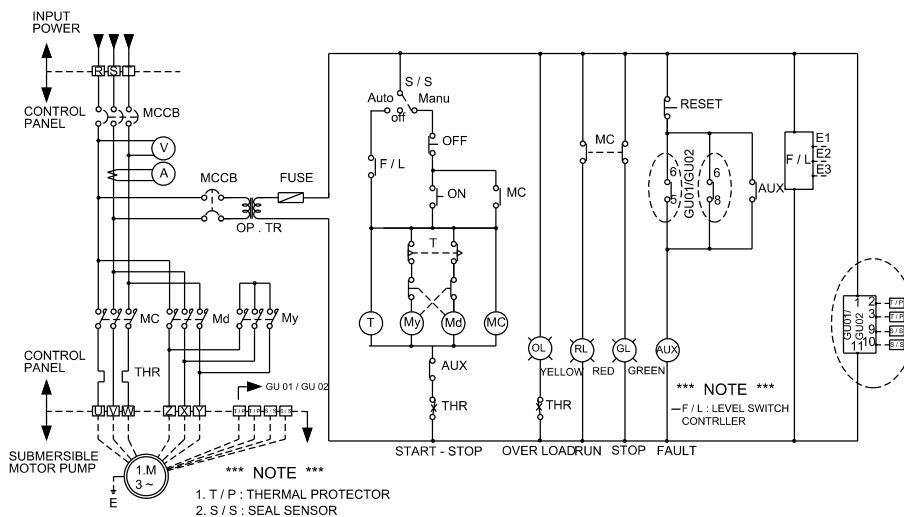 INPUT
POWER
R S T
CONTROL
PANEL
MCCB
V
A
MCCB
FUSE
OP . TR
S / S
Auto
Manu
off
OFF
F / L
ON
MC
T
T
My
Md
MC
AUX
THR
START - STOP
OL
YELLOW
THR
OVER LOAD
MC
RL
RED
RUN
GL
GREEN
STOP
RESET
6
5
GU01/GU02
6
8
AUX
AUX
FAULT
F / L
E1
E2
E3
GU01/
GU02
1
2
3
9
10
11
T / P
T / P
S / S
S / S
*** NOTE ***
F / L : LEVEL SWITCH
CONTRLLER
MC
Md
My
THR
CONTROL
PANEL
GU 01 / GU 02
U V W
Z X Y
T / P
T / P
S / S
S / S
SUBMERSIBLE
MOTOR PUMP
1.M
3 ~
E
*** NOTE ***
1. T / P : THERMAL PROTECTOR
2. S / S : SEAL SENSOR